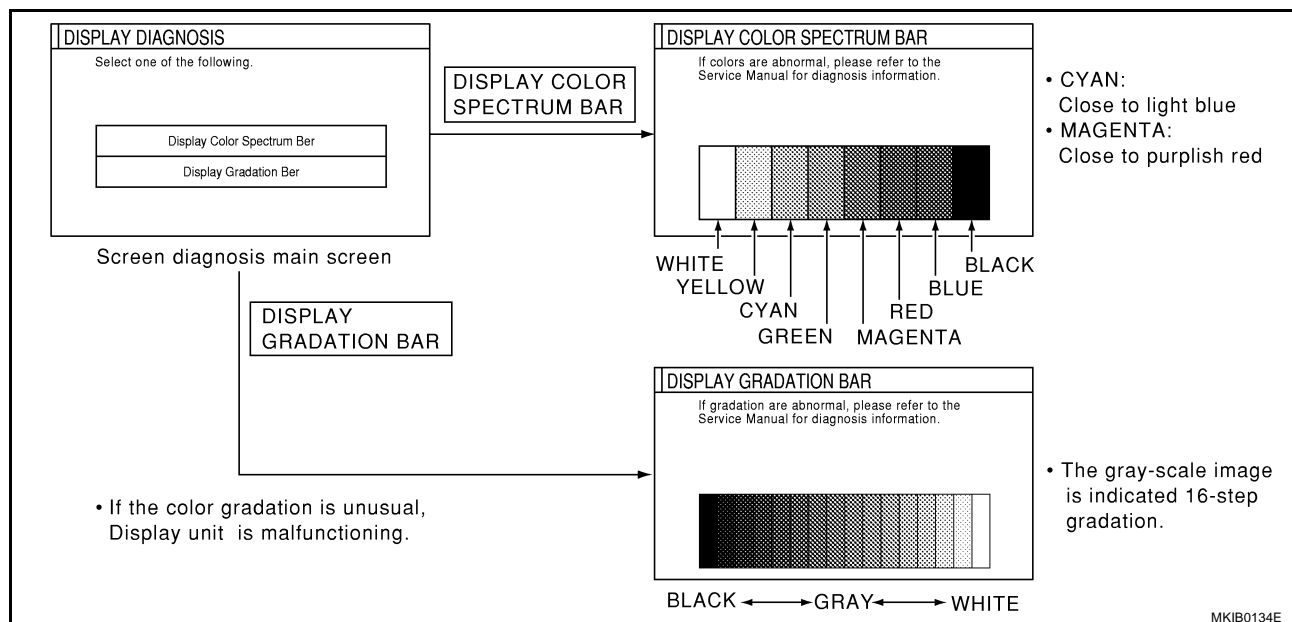 DISPLAY DIAGNOSIS
Select one of the following.
Display Color Spectrum Ber
Display Gradation Ber
Screen diagnosis main screen
DISPLAY COLOR
SPECTRUM BAR
DISPLAY COLOR SPECTRUM BAR
If colors are abnormal, please refer to the
Service Manual for diagnosis information.
WHITE
YELLOW
CYAN
GREEN
MAGENTA
RED
BLUE
BLACK
• CYAN:
Close to light blue
• MAGENTA:
Close to purplish red
DISPLAY
GRADATION BAR
• If the color gradation is unusual,
Display unit is malfunctioning.
DISPLAY GRADATION BAR
If gradation are abnormal, please refer to the
Service Manual for diagnosis information.
BLACK GRAY WHITE
• The gray-scale image
is indicated 16-step
gradation.
MKIB0134E